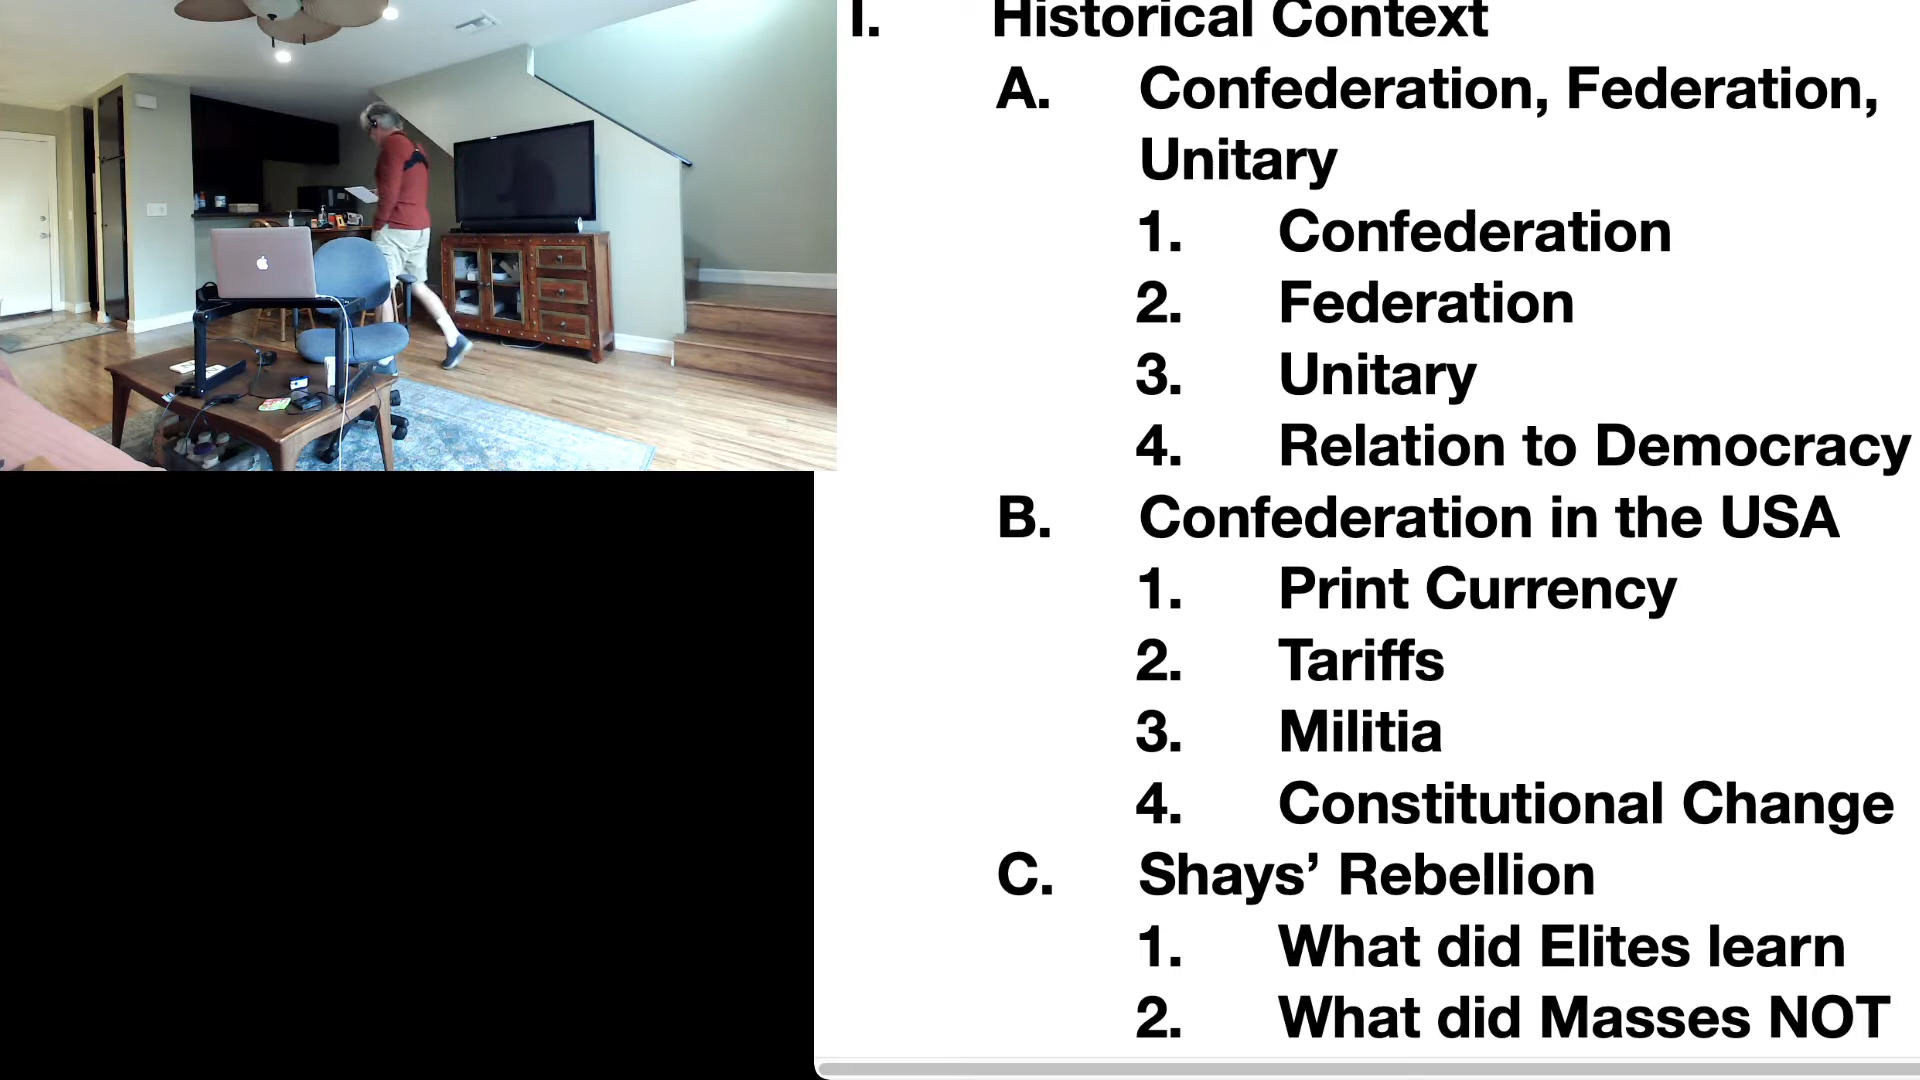 I. Historical Context
A. Confederation, Federation,
Unitary
1. Confederation
2. Federation
3. Unitary
4. Relation to Democracy
B. Confederation in the USA
1. Print Currency
2. Tariffs
3. Militia
4. Constitutional Change
C. Shays’ Rebellion
1. What did Elites learn
2. What did Masses NOT